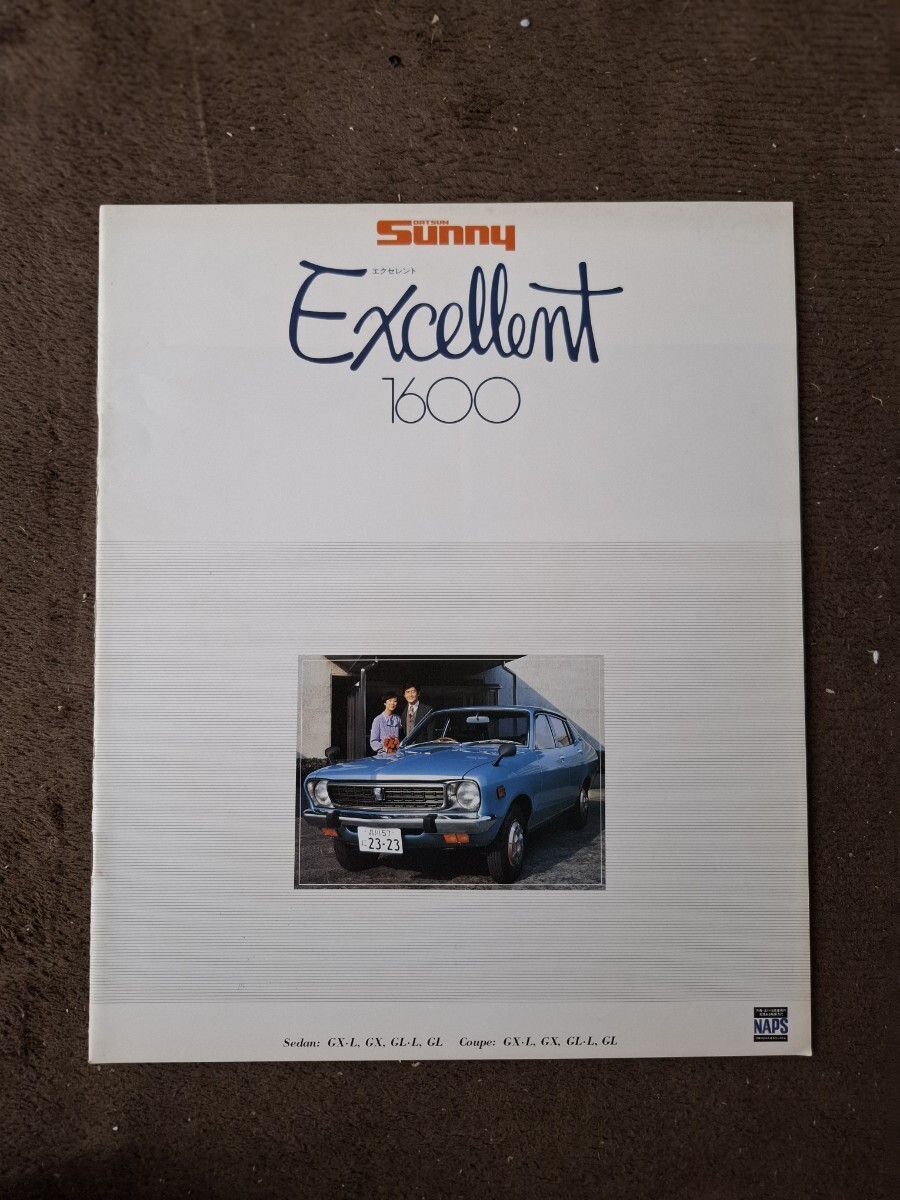 DATSUN
Sunny
エクセレント
Excellent
1600
23-23
Sedan: GX·L, GX, GL·L, GL Coupe: GX·L, GX, GL·L, GL
NAPS